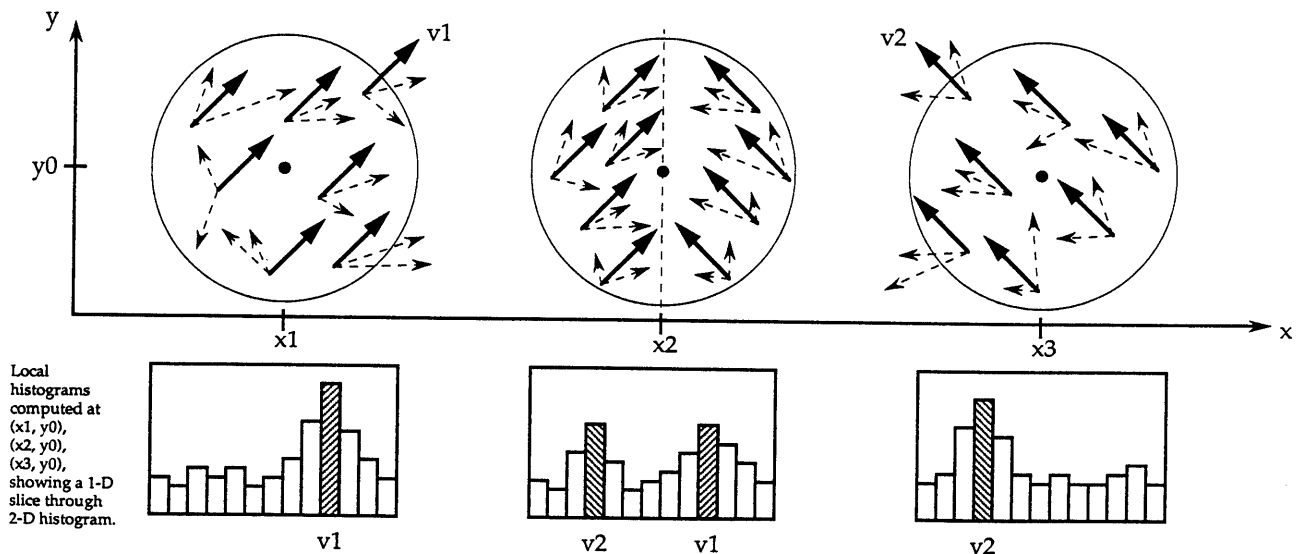 y
v1
v2
y0
x1
x2
x3
x
Local
histograms
computed at
(x1, y0),
(x2, y0),
(x3, y0),
showing a 1-D
slice through
2-D histogram.
v1
v2
v1
v2